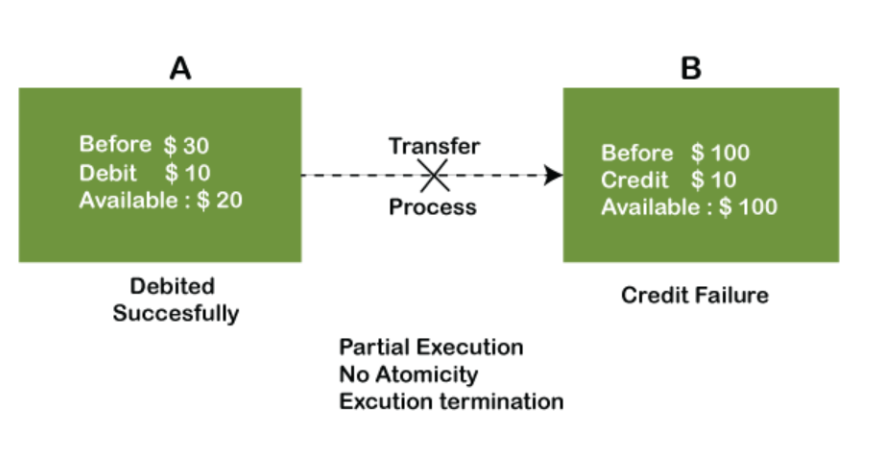 A
B
Before $ 30
Debit $ 10
Available : $ 20
Transfer
Process
Before $ 100
Credit $ 10
Available : $ 100
Debited
Succesfully
Credit Failure
Partial Execution
No Atomicity
Excution termination